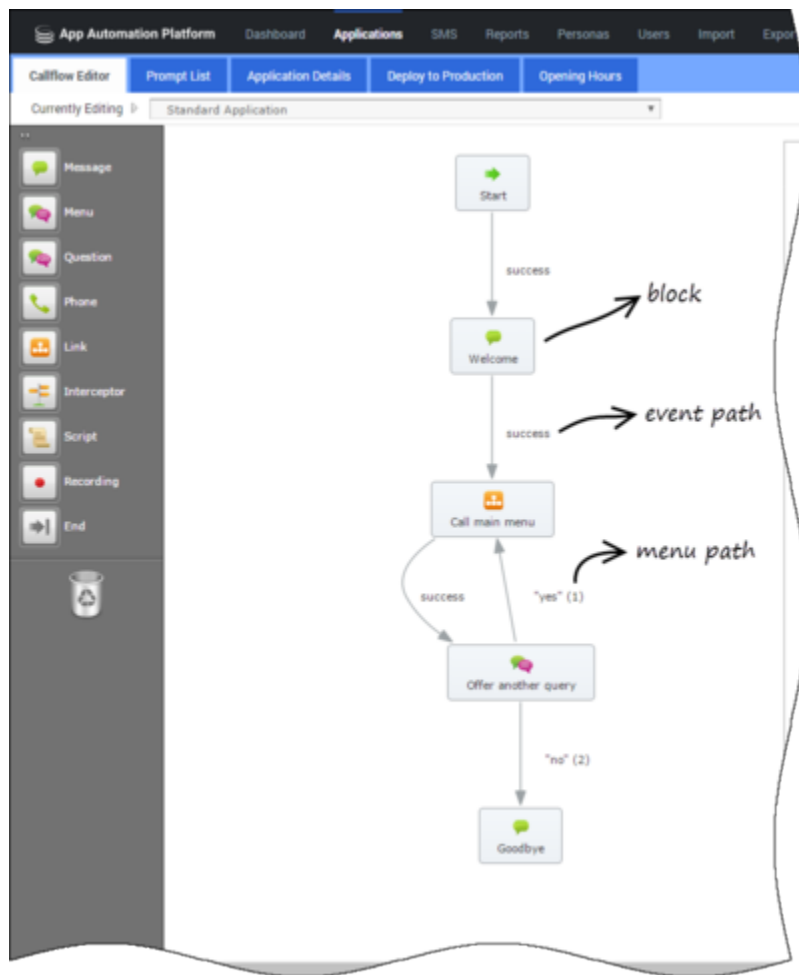 App Automation Platform Dashboard Applications SMS Reports Personas Users Import Expor
Callflow Editor Prompt List Application Details Deploy to Production Opening Hours
Currently Editing Standard Application
Message
Menu
Question
Phone
Link
Interceptor
Script
Recording
End
Start
success
block
Welcome
success
event path
Call main menu
menu path
success
"yes" (1)
Offer another query
"no" (2)
Goodbye